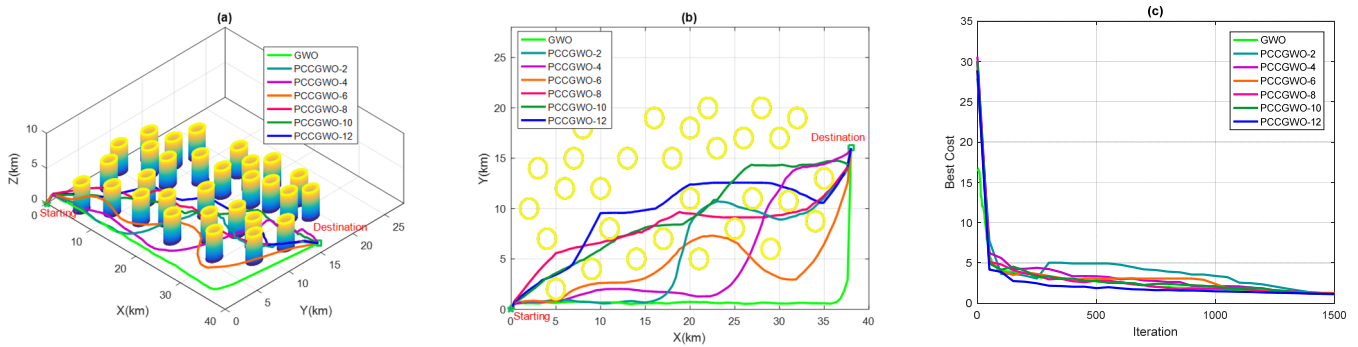 (a)
GWO
PCCGWO-2
PCCGWO-4
PCCGWO-6
PCCGWO-8
PCCGWO-10
PCCGWO-12
10
5
0
Z(km)
0
10
20
30
40
X(km)
0
5
10
15
20
25
Y(km)
Starting
Destination
(b)
GWO
PCCGWO-2
PCCGWO-4
PCCGWO-6
PCCGWO-8
PCCGWO-10
PCCGWO-12
25
20
15
10
5
0
Y(km)
Destination
Starting
0 5 10 15 20 25 30 35 40
X(km)
(c)
GWO
PCCGWO-2
PCCGWO-4
PCCGWO-6
PCCGWO-8
PCCGWO-10
PCCGWO-12
35
30
25
20
15
10
5
0
Best Cost
0 500 1000 1500
Iteration